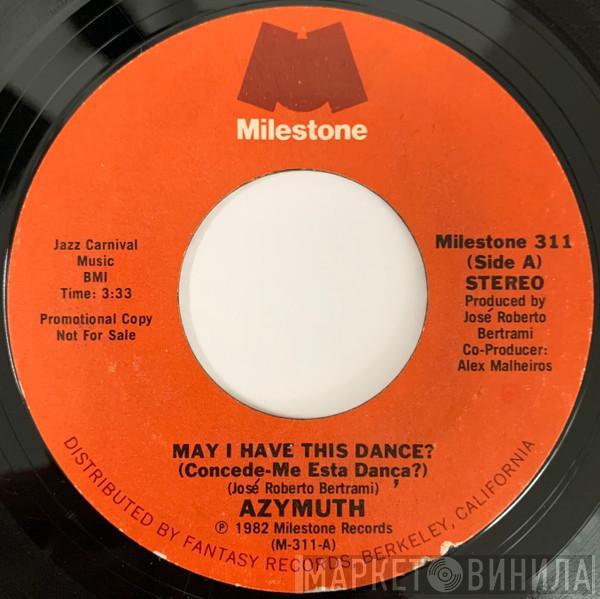 Milestone
Jazz Carnival
Music
BMI
Time: 3:33
Promotional Copy
Not For Sale
Milestone 311
(Side A)
STEREO
Produced by
José Roberto
Bertrami
Co-Producer:
Alex Malheiros
MAY I HAVE THIS DANCE?
(Concede-Me Esta Dança?)
(José Roberto Bertrami)
AZYMUTH
℗ 1982 Milestone Records
(M-311-A)
DISTRIBUTED BY FANTASY RECORDS, BERKELEY, CALIFORNIA
МАРКЕТ ВИНИЛА